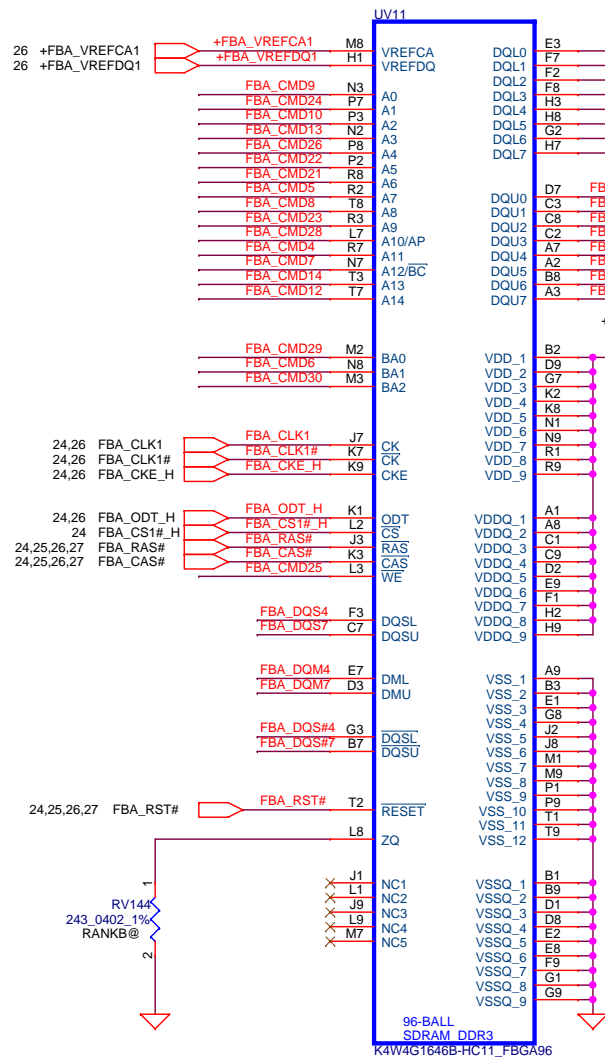 UV11
26 +FBA_VREFCA1 +FBA_VREFCA1 M8 VREFCA DQL0 E3
26 +FBA_VREFDQ1 +FBA_VREFDQ1 H1 VREFDQ DQL1 F7
DQL2 F2
FBA_CMD9 N3 A0 DQL3 F8
FBA_CMD24 P7 A1 DQL4 H3
FBA_CMD10 P3 A2 DQL5 H8
FBA_CMD13 N2 A3 DQL6 G2
FBA_CMD26 P8 A4 DQL7 H7
FBA_CMD22 P2 A5
FBA_CMD21 R8 A6
FBA_CMD5 R2 A7 DQU0 D7 FB
FBA_CMD8 T8 A8 DQU1 C3 FB
FBA_CMD23 R3 A9 DQU2 C8 FB
FBA_CMD28 L7 A10/AP DQU3 C2 FB
FBA_CMD4 R7 A11 DQU4 A7 FB
FBA_CMD7 N7 A12/BC DQU5 A2 FB
FBA_CMD14 T3 A13 DQU6 B8 FB
FBA_CMD12 T7 A14 DQU7 A3 FB
+
FBA_CMD29 M2 BA0 VDD_1 B2
FBA_CMD6 N8 BA1 VDD_2 D9
FBA_CMD30 M3 BA2 VDD_3 G7
VDD_4 K2
VDD_5 K8
VDD_6 N1
24,26 FBA_CLK1 FBA_CLK1 J7 CK VDD_7 N9
24,26 FBA_CLK1# FBA_CLK1# K7 CK VDD_8 R1
24,26 FBA_CKE_H FBA_CKE_H K9 CKE VDD_9 R9
24,26 FBA_ODT_H FBA_ODT_H K1 ODT VDDQ_1 A1
24 FBA_CS1#_H FBA_CS1#_H L2 CS VDDQ_2 A8
24,25,26,27 FBA_RAS# FBA_RAS# J3 RAS VDDQ_3 C1
24,25,26,27 FBA_CAS# FBA_CAS# K3 CAS VDDQ_4 C9
FBA_CMD25 L3 WE VDDQ_5 D2
VDDQ_6 E9
VDDQ_7 F1
FBA_DQS4 F3 DQSL VDDQ_8 H2
FBA_DQS7 C7 DQSU VDDQ_9 H9
FBA_DQM4 E7 DML VSS_1 A9
FBA_DQM7 D3 DMU VSS_2 B3
VSS_3 E1
VSS_4 G8
FBA_DQS#4 G3 DQSL VSS_5 J2
FBA_DQS#7 B7 DQSU VSS_6 J8
VSS_7 M1
VSS_8 M9
VSS_9 P1
24,25,26,27 FBA_RST# FBA_RST# T2 RESET VSS_10 P9
VSS_11 T1
L8 ZQ VSS_12 T9
1 J1 NC1 VSSQ_1 B1
RV144 L1 NC2 VSSQ_2 B9
243_0402_1% J9 NC3 VSSQ_3 D1
RANKB@ L9 NC4 VSSQ_4 D8
2 M7 NC5 VSSQ_5 E2
VSSQ_6 E8
VSSQ_7 F9
VSSQ_8 G1
VSSQ_9 G9
96-BALL
SDRAM DDR3
K4W4G1646B-HC11_FBGA96